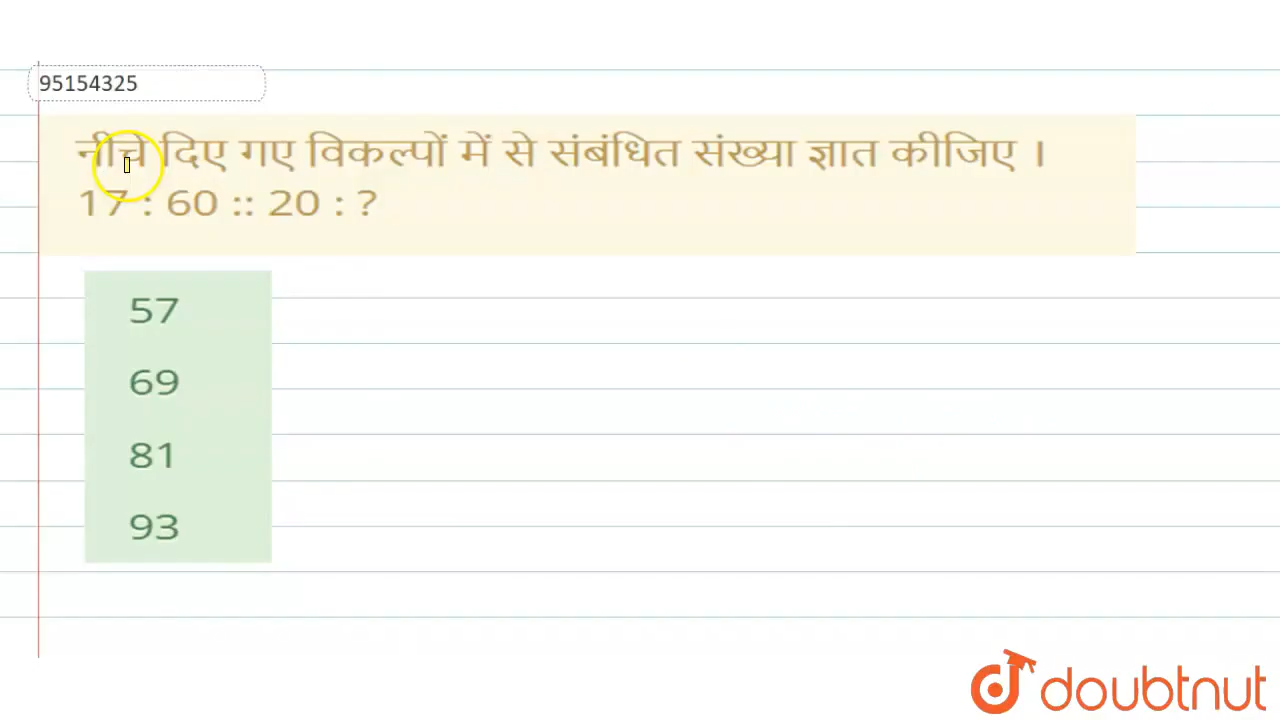 95154325
नीचे दिए गए विकल्पों में से संबंधित संख्या ज्ञात कीजिए ।
17 : 60 :: 20 : ?
57
69
81
93
doubtnut